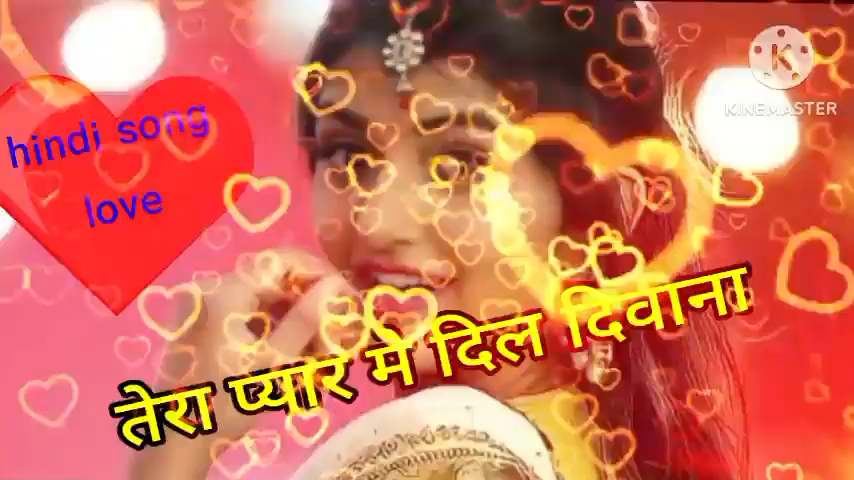 hindi song
love
K
KINEMASTER
तेरा प्यार मे दिल दिवाना